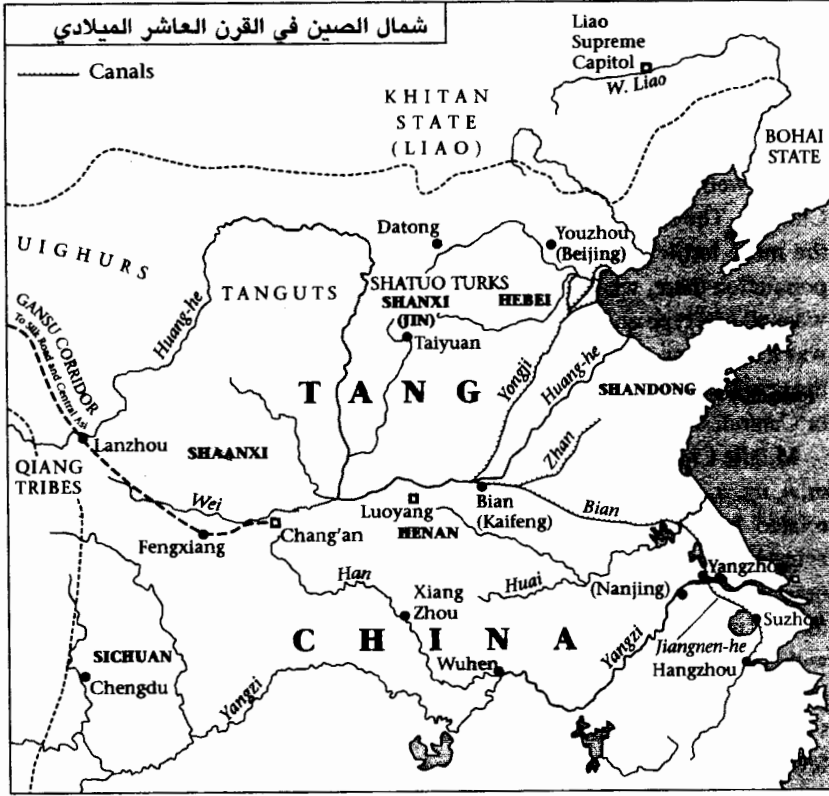 شمال الصين في القرن العاشر الميلادي
Canals
Liao
Supreme
Capitol
W. Liao
KHITAN
STATE
(LIAO)
BOHAI
STATE
UIGHURS
Datong
Youzhou
(Beijing)
TANGUTS
SHATUO TURKS
SHANXI
(JIN)
HEBEI
Taiyuan
GANSU CORRIDOR
To Silk Road and Central Asi
Huang-he
Yongji
Huang-he
SHANDONG
TANG
Zhan
Lanzhou
SHAANXI
QIANG
TRIBES
Wei
Luoyang
Bian
(Kaifeng)
Bian
Fengxiang
Chang'an
HENAN
Han
Huai
(Nanjing)
Yangzho
Xiang
Zhou
Suzho
CHINA
Jiangnen-he
Hangzhou
SICHUAN
Chengdu
Wuhen
Yangzi
Yangzi